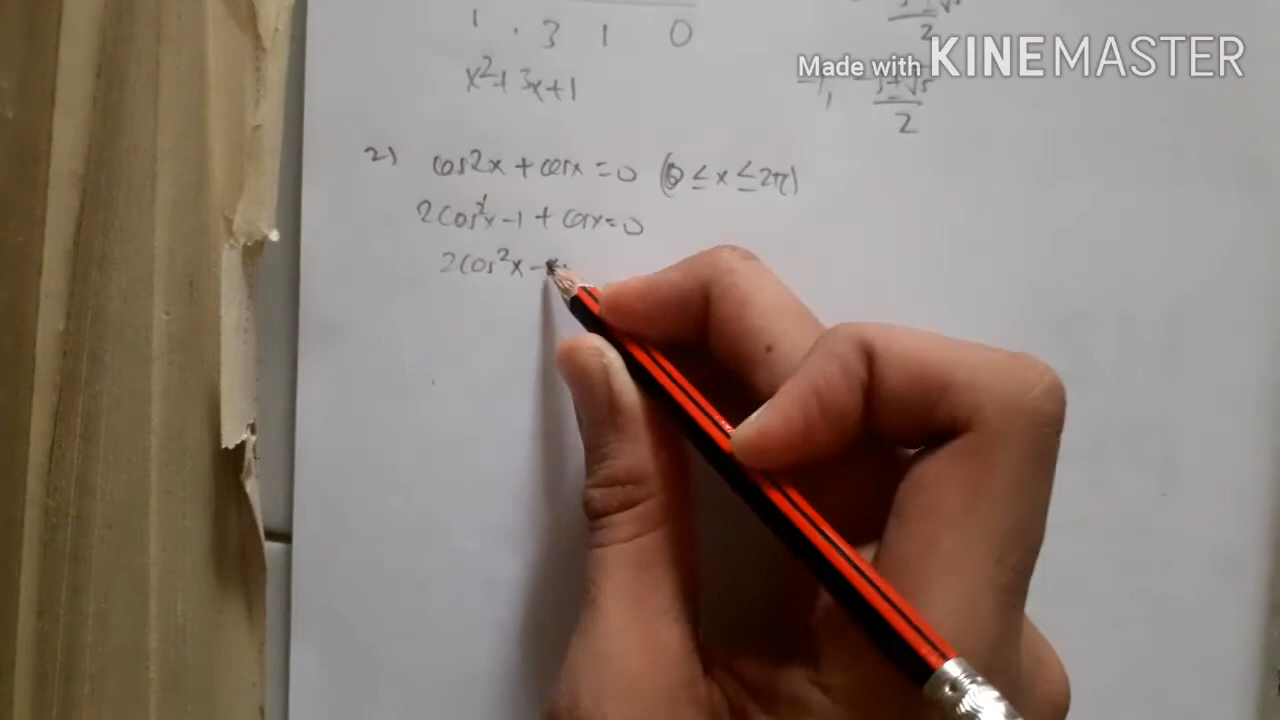 1 . 3 1 0
2
x²+3x+1
Made with KINEMASTER
2
2) cos2x + cosx = 0 (0 ≤ x ≤ 2π)
2cos²x - 1 + cosx = 0
2cos²x -